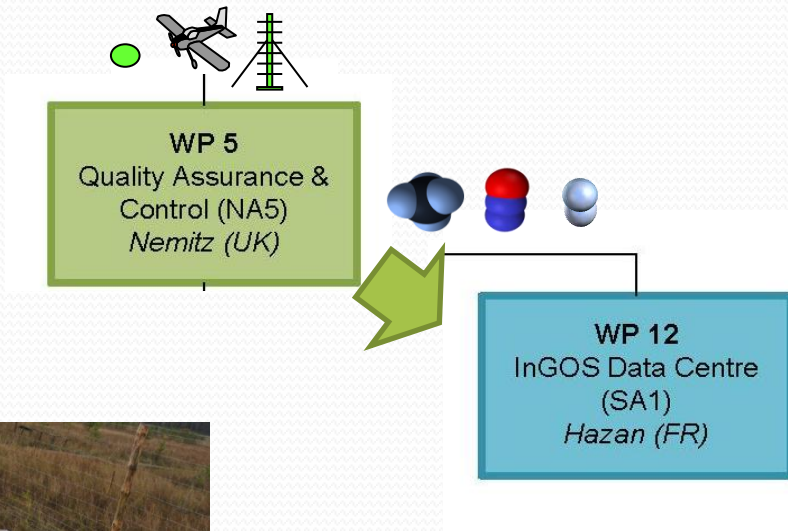 WP 5
Quality Assurance &
Control (NA5)
Nemitz (UK)
WP 12
InGOS Data Centre
(SA1)
Hazan (FR)